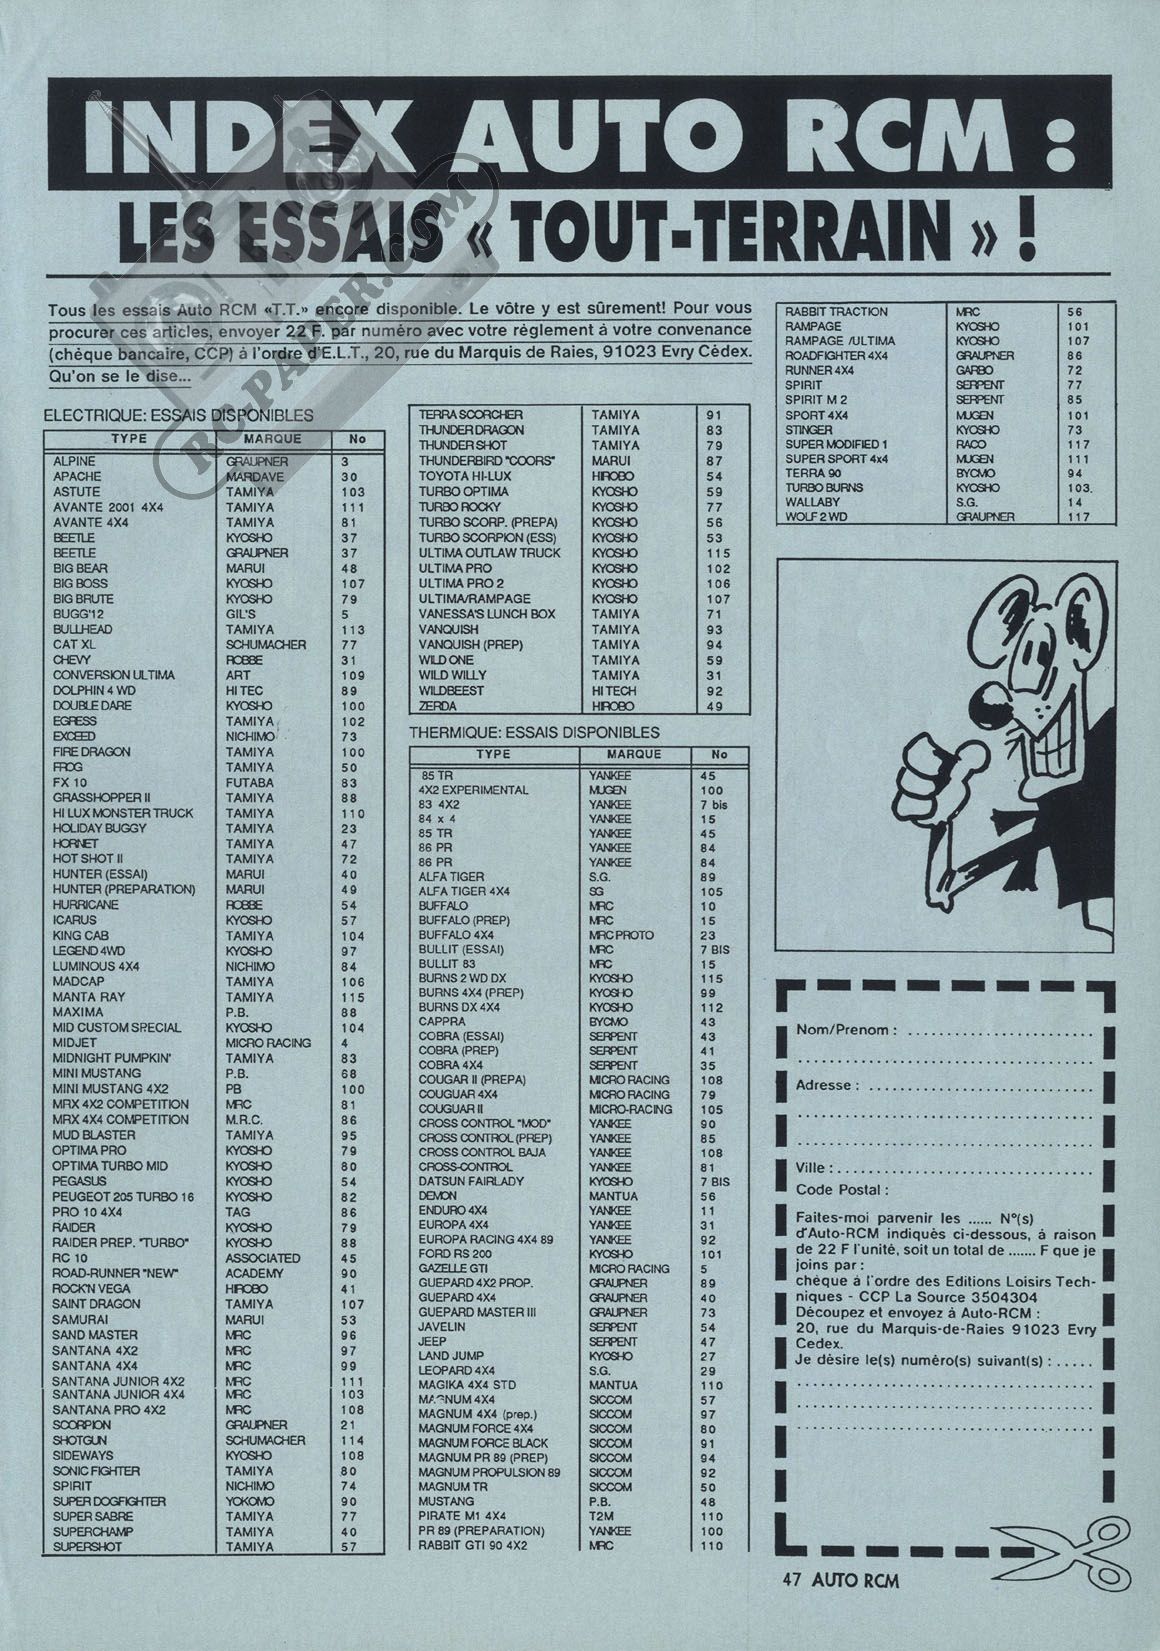 INDEX AUTO RCM :
LES ESSAIS « TOUT-TERRAIN » !
Tous les essais Auto RCM «T.T.» encore disponible. Le vôtre y est sûrement! Pour vous
procurer ces articles, envoyer 22 F. par numéro avec votre règlement à votre convenance
(chèque bancaire, CCP) à l'ordre d'E.L.T., 20, rue du Marquis de Raies, 91023 Evry Cédex.
Qu'on se le dise...
RC-PAPER.COM
ELECTRIQUE: ESSAIS DISPONIBLES
TYPE MARQUE No
ALPINE GRAUPNER 3
APACHE MARDAVE 30
ASTUTE TAMIYA 103
AVANTE 2001 4X4 TAMIYA 111
AVANTE 4X4 TAMIYA 81
BEETLE KYOSHO 37
BEETLE GRAUPNER 37
BIG BEAR MARUI 48
BIG BOSS KYOSHO 107
BIG BRUTE KYOSHO 79
BUGG'12 GIL'S 5
BULLHEAD TAMIYA 113
CAT XL SCHUMACHER 77
CHEVY ROBBE 31
CONVERSION ULTIMA ART 109
DOLPHIN 4 WD HI TEC 89
DOUBLE DARE KYOSHO 100
EGRESS TAMIYA 102
EXCEED NICHIMO 73
FIRE DRAGON TAMIYA 100
FROG TAMIYA 50
FX 10 FUTABA 83
GRASSHOPPER II TAMIYA 88
HI LUX MONSTER TRUCK TAMIYA 110
HOLIDAY BUGGY TAMIYA 23
HORNET TAMIYA 47
HOT SHOT II TAMIYA 72
HUNTER (ESSAI) MARUI 40
HUNTER (PREPARATION) MARUI 49
HURRICANE ROBBE 54
ICARUS KYOSHO 57
KING CAB TAMIYA 104
LEGEND 4WD KYOSHO 97
LUMINOUS 4X4 NICHIMO 84
MADCAP TAMIYA 106
MANTA RAY TAMIYA 115
MAXIMA P.B. 88
MID CUSTOM SPECIAL KYOSHO 104
MIDJET MICRO RACING 4
MIDNIGHT PUMPKIN' TAMIYA 83
MINI MUSTANG P.B. 68
MINI MUSTANG 4X2 PB 100
MRX 4X2 COMPETITION MRC 81
MRX 4X4 COMPETITION M.R.C. 86
MUD BLASTER TAMIYA 95
OPTIMA PRO KYOSHO 79
OPTIMA TURBO MID KYOSHO 80
PEGASUS KYOSHO 54
PEUGEOT 205 TURBO 16 KYOSHO 82
PRO 10 4X4 TAG 86
RAIDER KYOSHO 79
RAIDER PREP. "TURBO" KYOSHO 88
RC 10 ASSOCIATED 45
ROAD-RUNNER "NEW" ACADEMY 90
ROCK'N VEGA HIROBO 41
SAINT DRAGON TAMIYA 107
SAMURAI MARUI 53
SAND MASTER MRC 96
SANTANA 4X2 MRC 97
SANTANA 4X4 MRC 99
SANTANA JUNIOR 4X2 MRC 111
SANTANA JUNIOR 4X4 MRC 103
SANTANA PRO 4X2 MRC 108
SCORPION GRAUPNER 21
SHOTGUN SCHUMACHER 114
SIDEWAYS KYOSHO 108
SONIC FIGHTER TAMIYA 80
SPIRIT NICHIMO 74
SUPER DOGFIGHTER YOKOMO 90
SUPER SABRE TAMIYA 77
SUPERCHAMP TAMIYA 40
SUPERSHOT TAMIYA 57
TERRA SCORCHER TAMIYA 91
THUNDER DRAGON TAMIYA 83
THUNDER SHOT TAMIYA 79
THUNDERBIRD "COORS" MARUI 87
TOYOTA HI-LUX HIROBO 54
TURBO OPTIMA KYOSHO 59
TURBO ROCKY KYOSHO 77
TURBO SCORP. (PREPA) KYOSHO 56
TURBO SCORPION (ESS) KYOSHO 53
ULTIMA OUTLAW TRUCK KYOSHO 115
ULTIMA PRO KYOSHO 102
ULTIMA PRO 2 KYOSHO 106
ULTIMA/RAMPAGE KYOSHO 107
VANESSA'S LUNCH BOX TAMIYA 71
VANQUISH TAMIYA 93
VANQUISH (PREP) TAMIYA 94
WILD ONE TAMIYA 59
WILD WILLY TAMIYA 31
WILDBEEST HI TECH 92
ZERDA HIROBO 49
THERMIQUE: ESSAIS DISPONIBLES
TYPE MARQUE No
85 TR YANKEE 45
4X2 EXPERIMENTAL MUGEN 100
83 4X2 YANKEE 7 bis
84 x 4 YANKEE 15
85 TR YANKEE 45
86 PR YANKEE 84
86 PR YANKEE 84
ALFA TIGER S.G. 89
ALFA TIGER 4X4 SG 105
BUFFALO MRC 10
BUFFALO (PREP) MRC 15
BUFFALO 4X4 MRC PROTO 23
BULLIT (ESSAI) MRC 7 BIS
BULLIT 83 MRC 15
BURNS 2 WD DX KYOSHO 115
BURNS 4X4 (PREP) KYOSHO 99
BURNS DX 4X4 KYOSHO 112
CAPPRA BYCMO 43
COBRA (ESSAI) SERPENT 43
COBRA (PREP) SERPENT 41
COBRA 4X4 SERPENT 35
COUGAR II (PREPA) MICRO RACING 108
COUGUAR 4X4 MICRO RACING 79
COUGUAR II MICRO-RACING 105
CROSS CONTROL "MOD" YANKEE 90
CROSS CONTROL (PREP) YANKEE 85
CROSS CONTROL BAJA YANKEE 108
CROSS-CONTROL YANKEE 81
DATSUN FAIRLADY KYOSHO 7 BIS
DEMON MANTUA 56
ENDURO 4X4 YANKEE 11
EUROPA 4X4 YANKEE 31
EUROPA RACING 4X4 89 YANKEE 92
FORD RS 200 KYOSHO 101
GAZELLE GTI MICRO RACING 5
GUEPARD 4X2 PROP. GRAUPNER 89
GUEPARD 4X4 GRAUPNER 40
GUEPARD MASTER III GRAUPNER 73
JAVELIN SERPENT 54
JEEP SERPENT 47
LAND JUMP KYOSHO 27
LEOPARD 4X4 S.G. 29
MAGIKA 4X4 STD MANTUA 110
MAGNUM 4X4 SICCOM 57
MAGNUM 4X4 (prep.) SICCOM 97
MAGNUM FORCE 4X4 SICCOM 80
MAGNUM FORCE BLACK SICCOM 91
MAGNUM PR 89 (PREP) SICCOM 94
MAGNUM PROPULSION 89 SICCOM 92
MAGNUM TR SICCOM 50
MUSTANG P.B. 48
PIRATE M1 4X4 T2M 110
PR 89 (PREPARATION) YANKEE 100
RABBIT GTI 90 4X2 MRC 110
RABBIT TRACTION MRC 56
RAMPAGE KYOSHO 101
RAMPAGE /ULTIMA KYOSHO 107
ROADFIGHTER 4X4 GRAUPNER 86
RUNNER 4X4 GARBO 72
SPIRIT SERPENT 77
SPIRIT M 2 SERPENT 85
SPORT 4X4 MUGEN 101
STINGER KYOSHO 73
SUPER MODIFIED 1 RACO 117
SUPER SPORT 4x4 MUGEN 111
TERRA 90 BYCMO 94
TURBO BURNS KYOSHO 103.
WALLABY S.G. 14
WOLF 2 WD GRAUPNER 117
Nom/Prenom : ........................
Adresse : ........................
Ville : ........................
Code Postal :
Faites-moi parvenir les ...... N°(s)
d'Auto-RCM indiqués ci-dessous, à raison
de 22 F l'unité, soit un total de ....... F que je
joins par :
chèque à l'ordre des Editions Loisirs Tech-
niques - CCP La Source 3504304
Découpez et envoyez à Auto-RCM :
20, rue du Marquis-de-Raies 91023 Evry
Cedex.
Je désire le(s) numéro(s) suivant(s) : .....
47 AUTO RCM